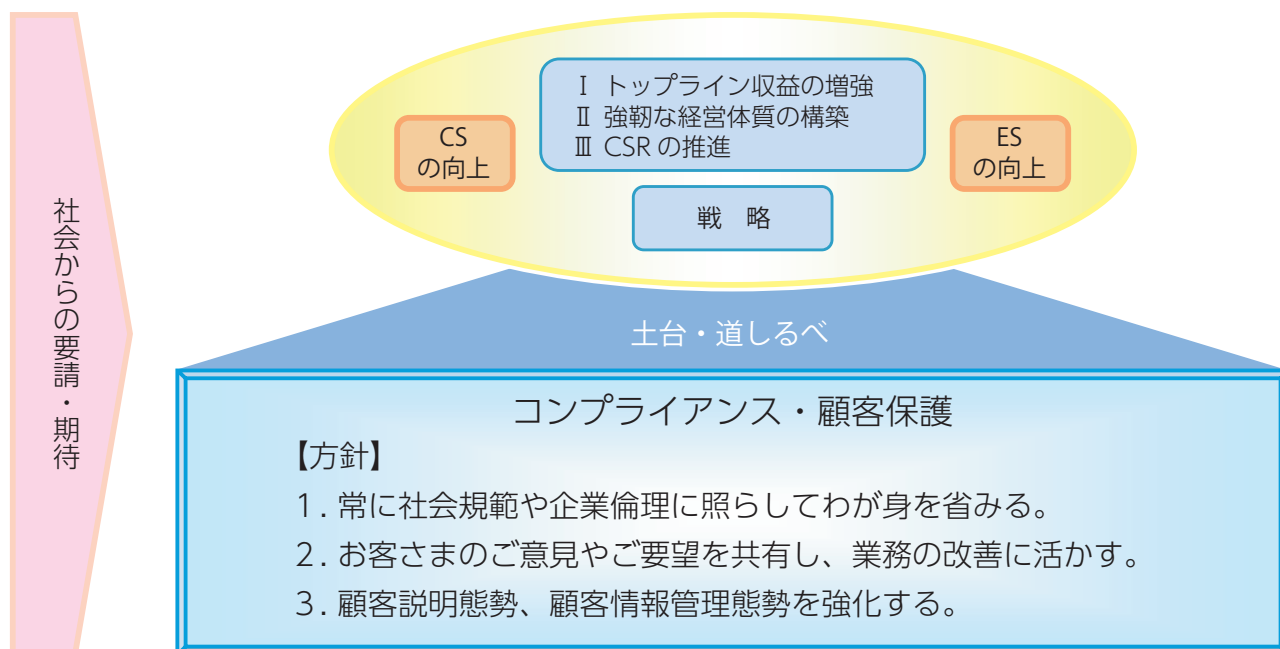 社会からの要請・期待
Ⅰ トップライン収益の増強
Ⅱ 強靭な経営体質の構築
Ⅲ CSR の推進
CS
の向上
ES
の向上
戦　略
土台・道しるべ
コンプライアンス・顧客保護
【方針】
１. 常に社会規範や企業倫理に照らしてわが身を省みる。
２. お客さまのご意見やご要望を共有し、業務の改善に活かす。
３. 顧客説明態勢、顧客情報管理態勢を強化する。